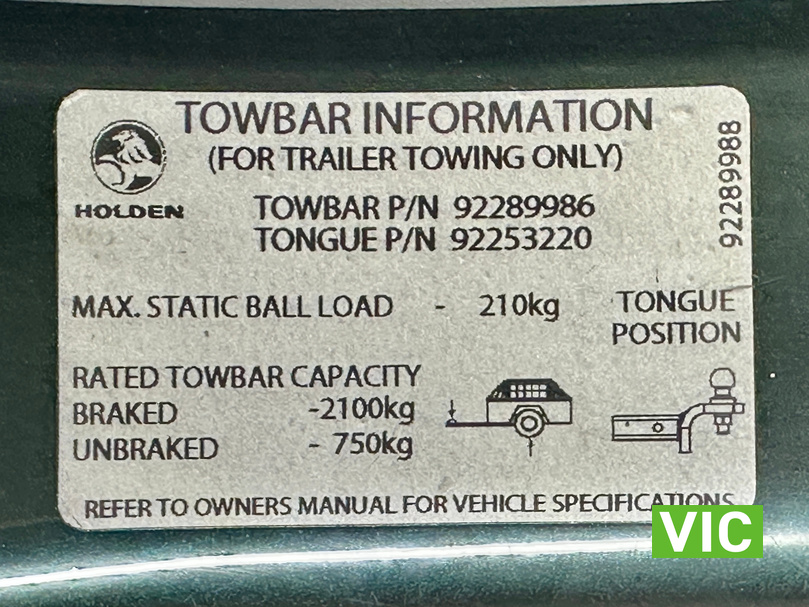 TOWBAR INFORMATION
(FOR TRAILER TOWING ONLY)
HOLDEN
TOWBAR P/N 92289986
TONGUE P/N 92253220
92289988
MAX. STATIC BALL LOAD - 210kg
TONGUE
POSITION
RATED TOWBAR CAPACITY
BRAKED -2100kg
UNBRAKED - 750kg
REFER TO OWNERS MANUAL FOR VEHICLE SPECIFICATIONS
VIC